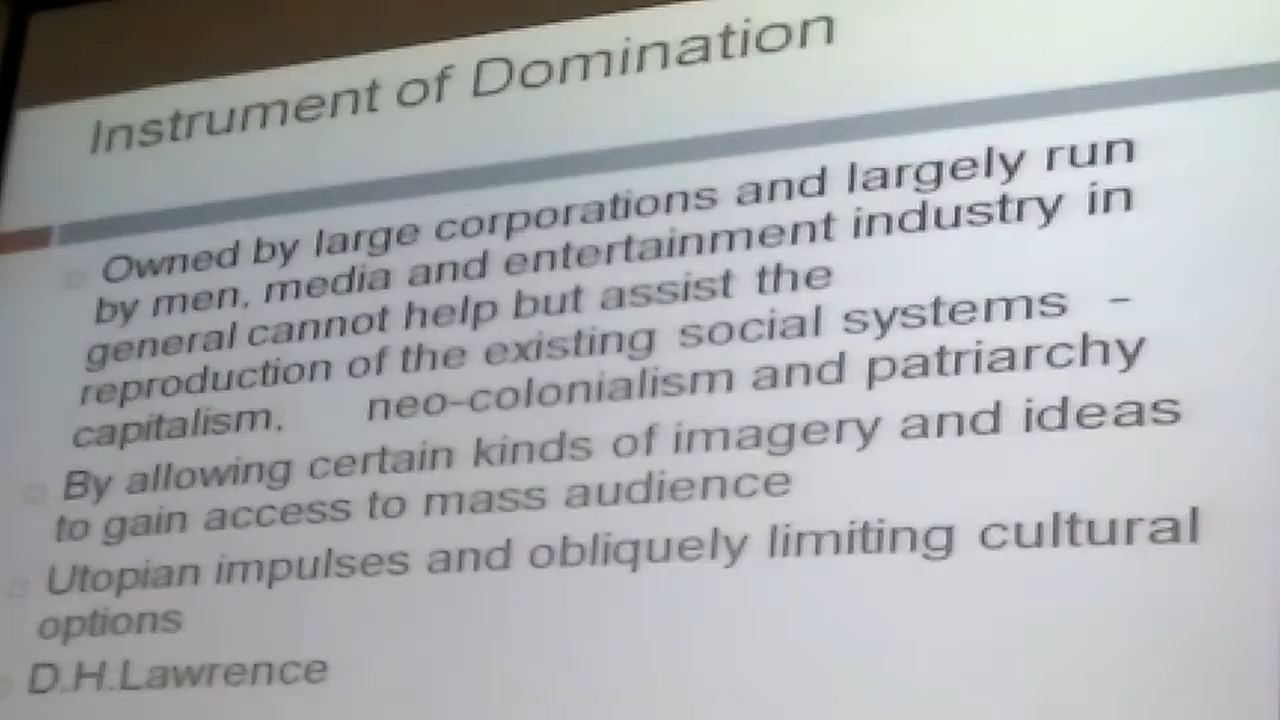 Instrument of Domination
Owned by large corporations and largely run
by men, media and entertainment industry in
general cannot help but assist the
reproduction of the existing social systems –
capitalism, neo-colonialism and patriarchy
By allowing certain kinds of imagery and ideas
to gain access to mass audience
Utopian impulses and obliquely limiting cultural
options
D.H.Lawrence